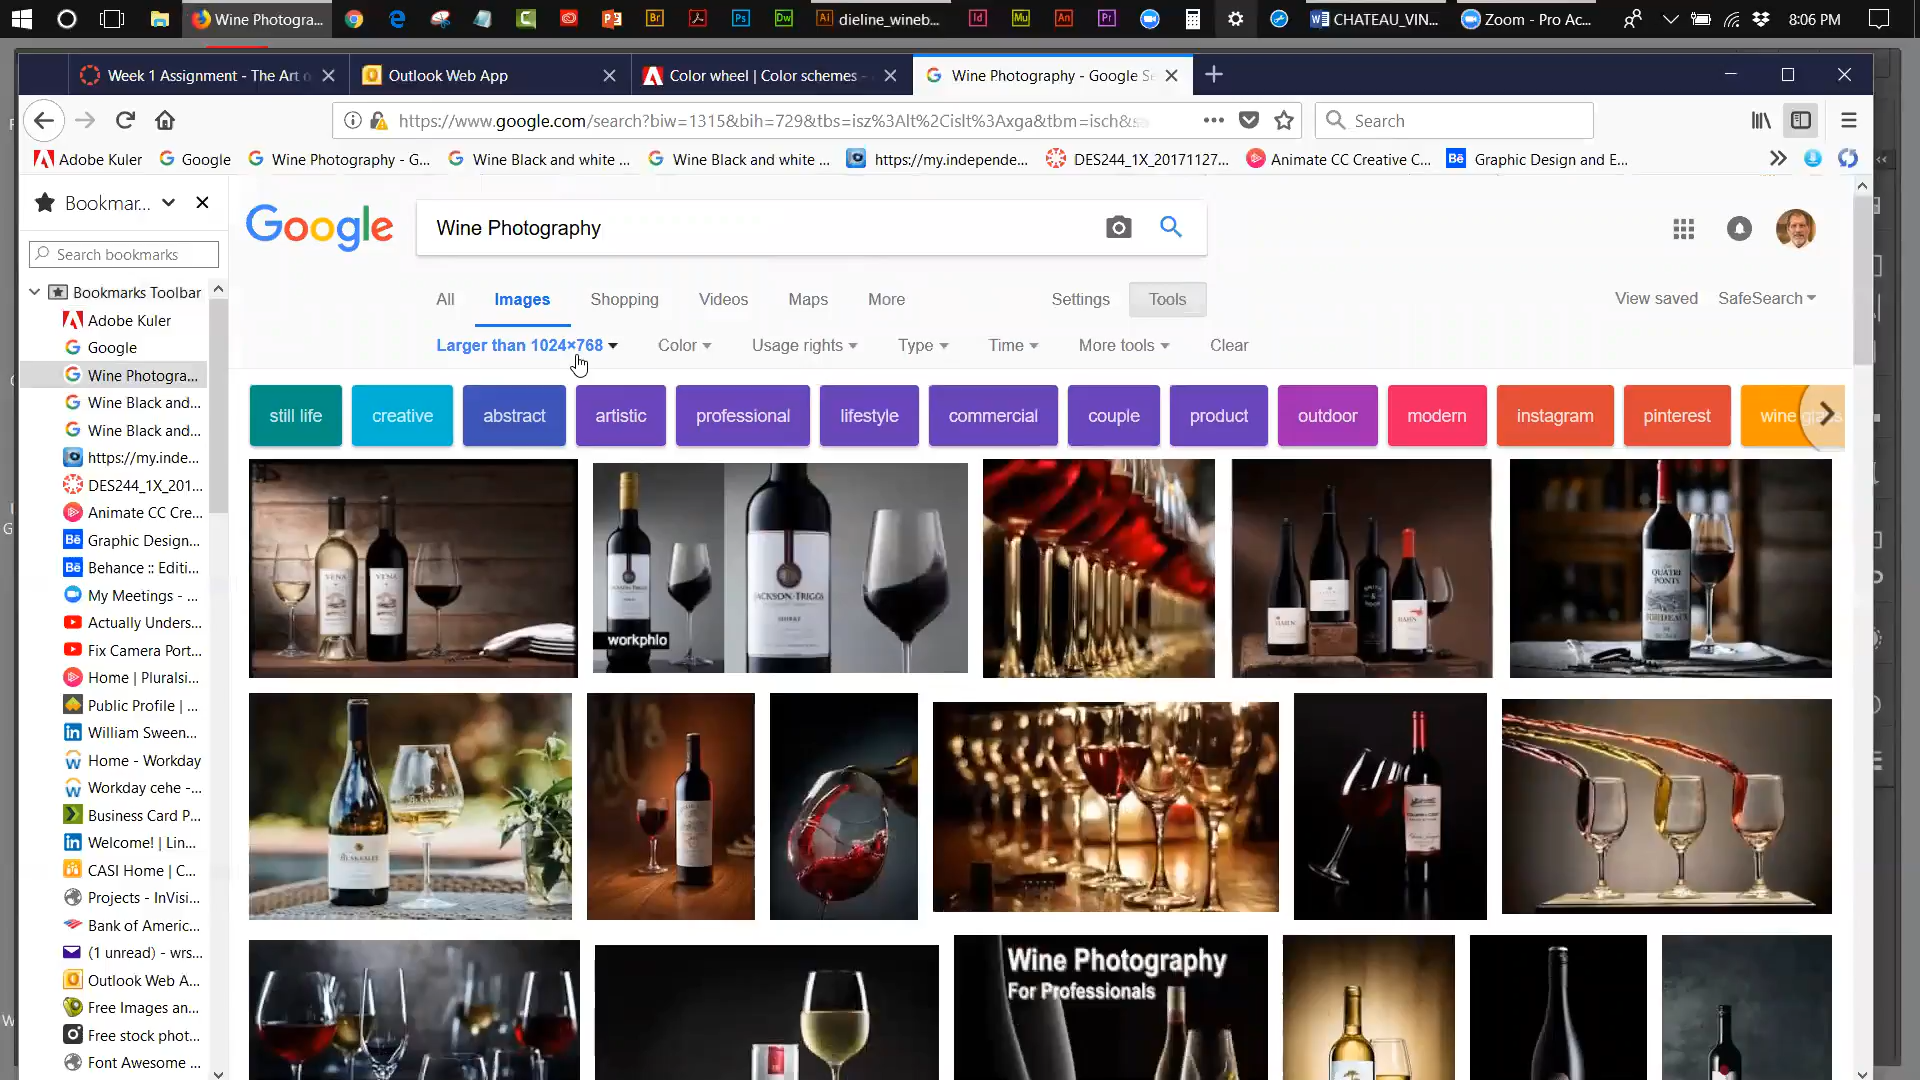 Wine Photogra...
dieline_wineb...
CHATEAU_VIN...
Zoom - Pro Ac...
8:06 PM
Week 1 Assignment - The Art o
Outlook Web App
Color wheel | Color schemes -
Wine Photography - Google Se
https://www.google.com/search?biw=1315&bih=729&tbs=isz%3Alt%2Cislt%3Axga&tbm=isch&sa
Search
Adobe Kuler
Google
Wine Photography - G...
Wine Black and white ...
Wine Black and white ...
https://my.independe...
DES244_1X_20171127...
Animate CC Creative C...
Graphic Design and E...
Bookmar...
Search bookmarks
Bookmarks Toolbar
Adobe Kuler
Google
Wine Photogra...
Wine Black and...
Wine Black and...
https://my.inde...
DES244_1X_201...
Animate CC Cre...
Graphic Design...
Behance :: Editi...
My Meetings - ...
Actually Unders...
Fix Camera Port...
Home | Pluralsi...
Public Profile | ...
William Sween...
Home - Workday
Workday cehe -...
Business Card P...
Welcome! | Lin...
CASI Home | C...
Projects - InVisi...
Bank of Americ...
(1 unread) - wrs...
Outlook Web A...
Free Images an...
Free stock phot...
Font Awesome ...
Google
Wine Photography
All
Images
Shopping
Videos
Maps
More
Settings
Tools
View saved
SafeSearch
Larger than 1024×768
Color
Usage rights
Type
Time
More tools
Clear
still life
creative
abstract
artistic
professional
lifestyle
commercial
couple
product
outdoor
modern
instagram
pinterest
wine glass
workphlo
JACKSON-TRIGGS
QUATRE
PONTS
BORDEAUX
Wine Photography
For Professionals